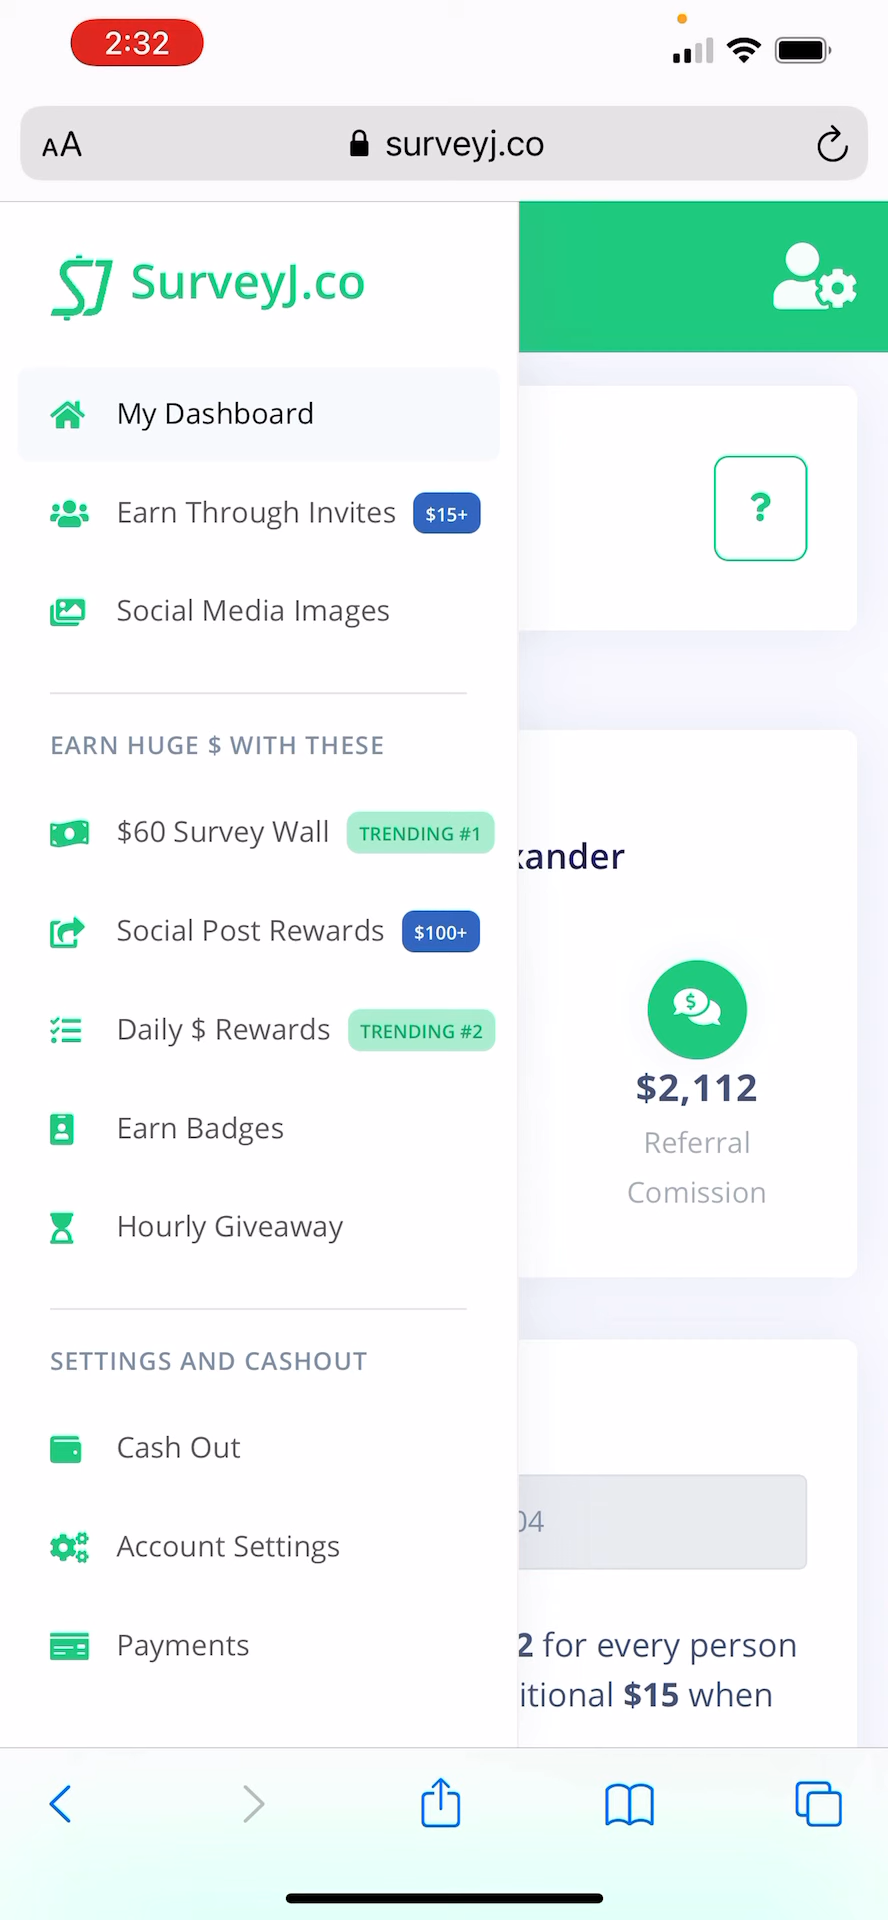 2:32
AA surveyj.co
SurveyJ.co
My Dashboard
Earn Through Invites $15+
?
Social Media Images
EARN HUGE $ WITH THESE
$60 Survey Wall TRENDING #1
xander
Social Post Rewards $100+
Daily $ Rewards TRENDING #2
$2,112
Referral
Comission
Earn Badges
Hourly Giveaway
SETTINGS AND CASHOUT
Cash Out
04
Account Settings
Payments
2 for every person
itional $15 when